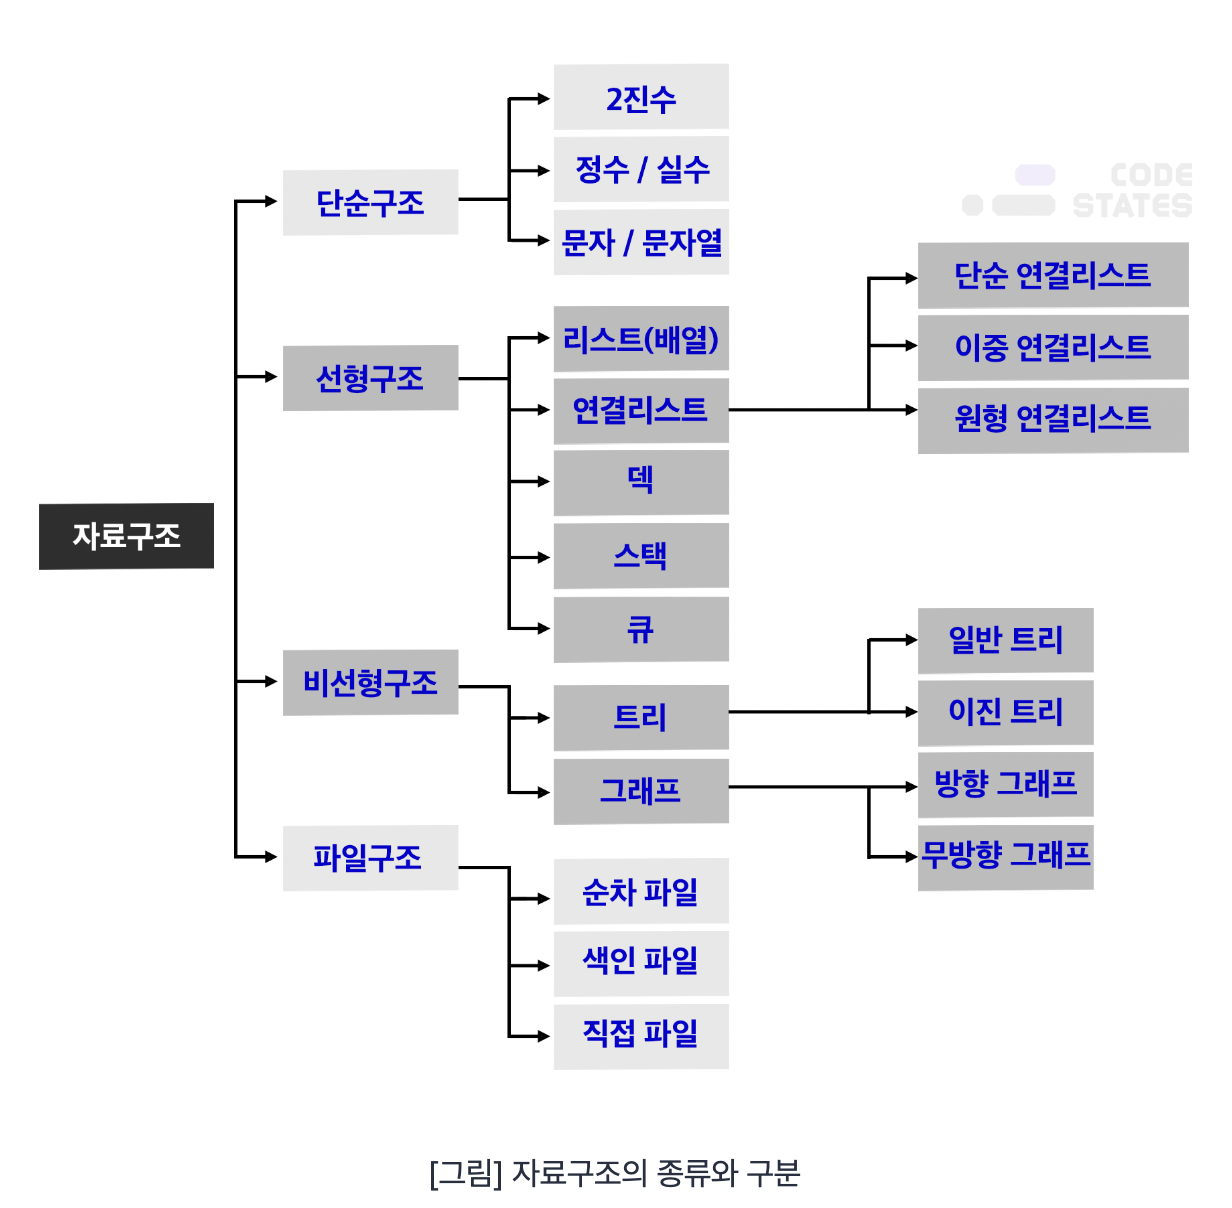 2진수
정수 / 실수
문자 / 문자열
단순구조
CODE
STATES
리스트(배열)
연결리스트
덱
스택
큐
선형구조
단순 연결리스트
이중 연결리스트
원형 연결리스트
자료구조
비선형구조
트리
그래프
일반 트리
이진 트리
방향 그래프
무방향 그래프
파일구조
순차 파일
색인 파일
직접 파일
[그림] 자료구조의 종류와 구분